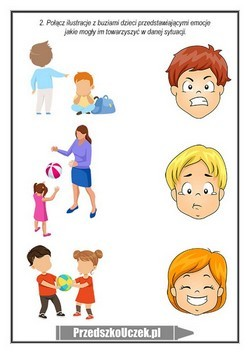 2. Połącz ilustracje z buziami dzieci przedstawiającymi emocje
jakie mogły im towarzyszyć w danej sytuacji.
PrzedszkoUczek.pl